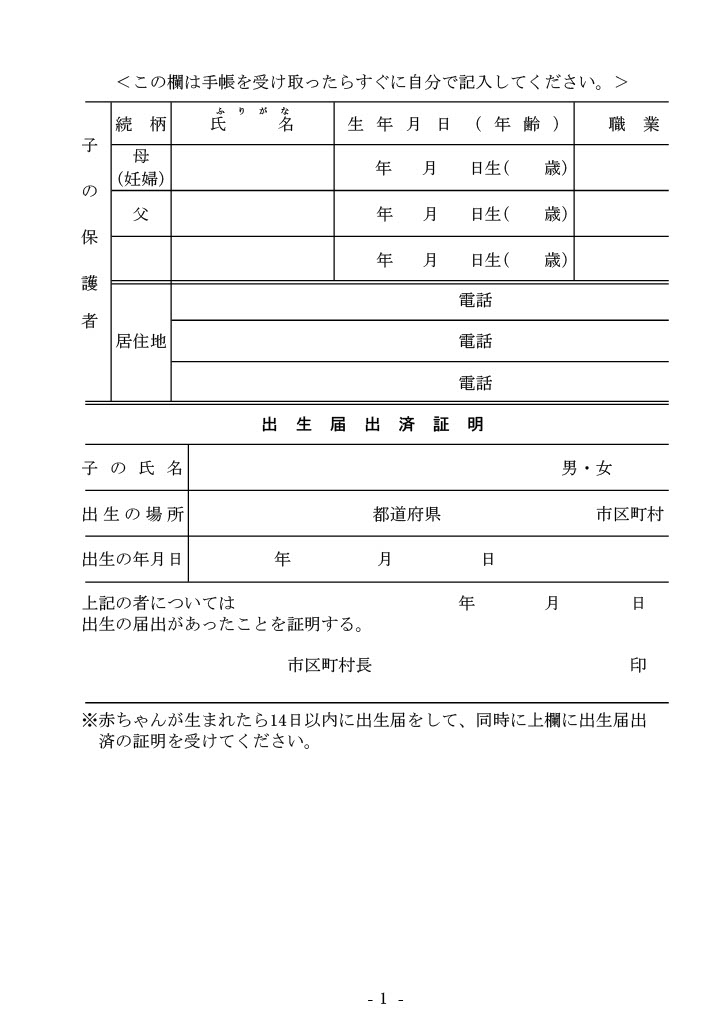 ＜この欄は手帳を受け取ったらすぐに自分で記入してください。＞
子の保護者
続柄 氏名 生年月日（年齢） 職業
ふりがな
母
（妊婦）
年 月 日生（ 歳）
父 年 月 日生（ 歳）
年 月 日生（ 歳）
居住地
電話
電話
電話
出生届出済証明
子の氏名 男・女
出生の場所 都道府県 市区町村
出生の年月日 年 月 日
上記の者については 年 月 日
出生の届出があったことを証明する。
市区町村長 印
※赤ちゃんが生まれたら14日以内に出生届をして、同時に上欄に出生届出
済の証明を受けてください。
- 1 -